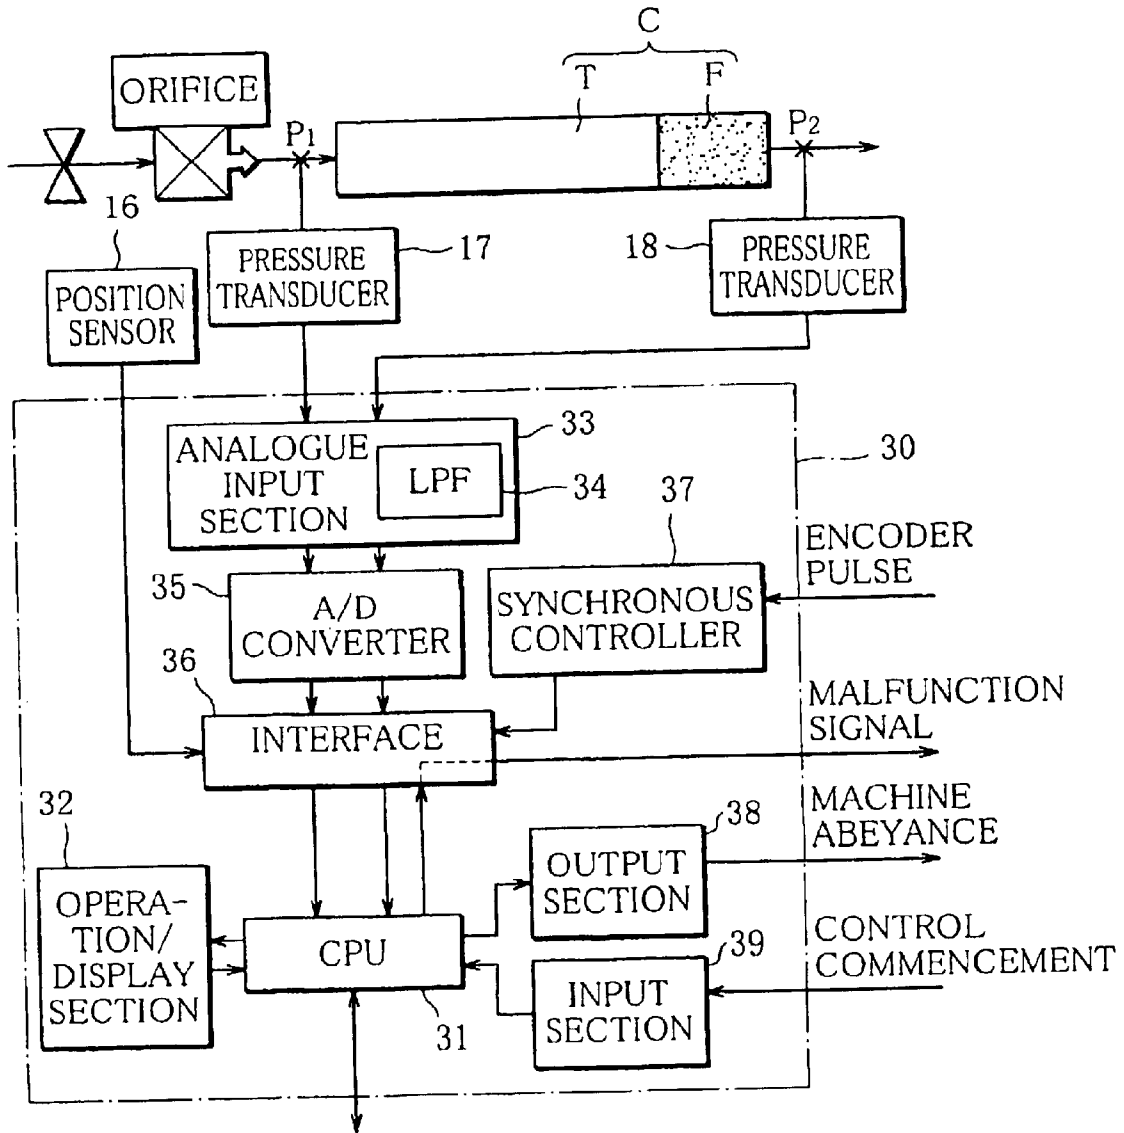 C
T F
ORIFICE
P1
P2
16
17
18
PRESSURE
TRANSDUCER
PRESSURE
TRANSDUCER
POSITION
SENSOR
33
ANALOGUE
INPUT
SECTION
LPF
34
30
37
ENCODER
PULSE
35
A/D
CONVERTER
SYNCHRONOUS
CONTROLLER
36
INTERFACE
MALFUNCTION
SIGNAL
32
38
MACHINE
ABEYANCE
OPERA-
TION/
DISPLAY
SECTION
OUTPUT
SECTION
CPU
31
39
CONTROL
COMMENCEMENT
INPUT
SECTION